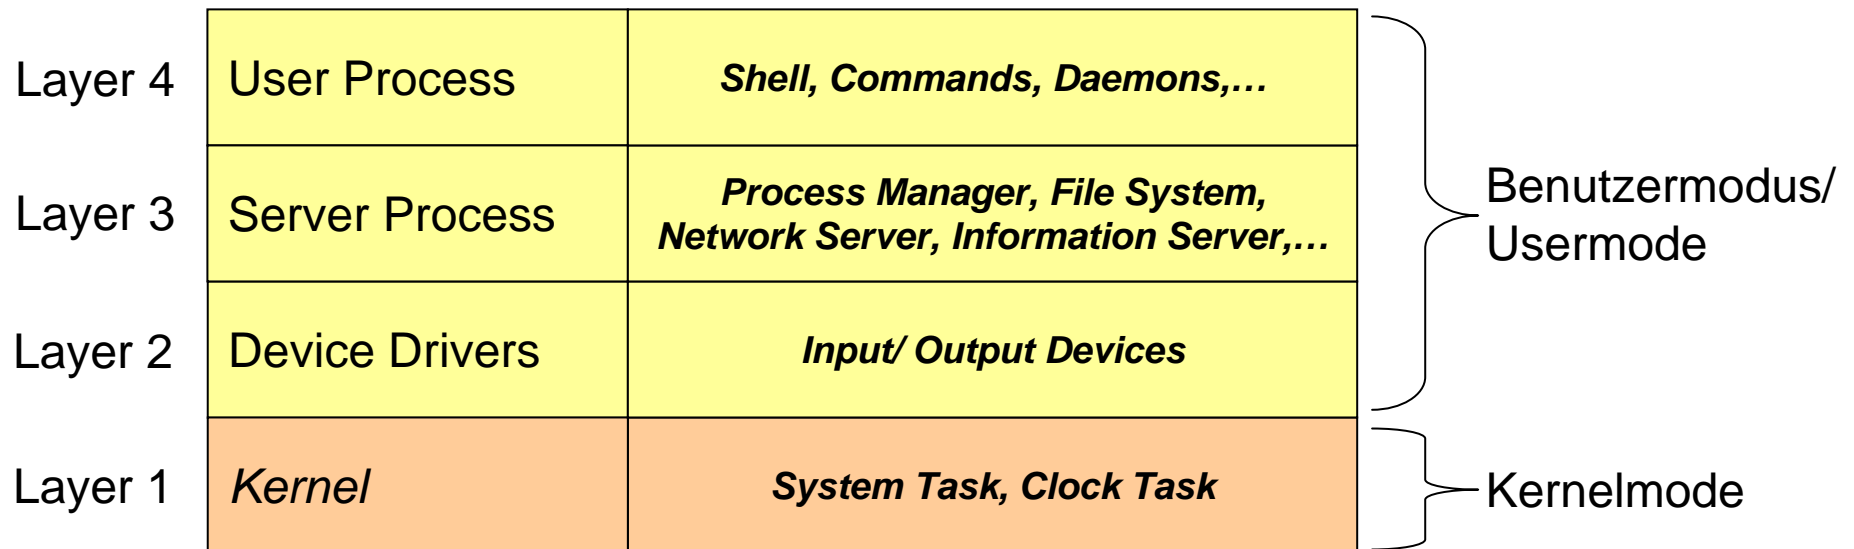 Layer 4
User Process
Shell, Commands, Daemons,…
Layer 3
Server Process
Process Manager, File System,
Network Server, Information Server,…
Benutzermodus/
Usermode
Layer 2
Device Drivers
Input/ Output Devices
Layer 1
Kernel
System Task, Clock Task
Kernelmode